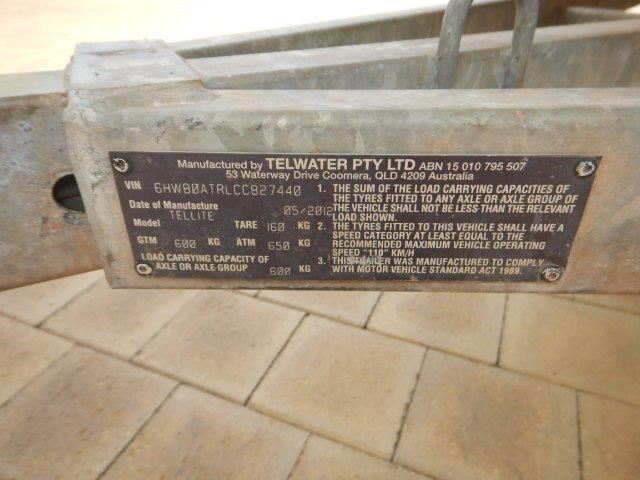 Manufactured by TELWATER PTY LTD ABN 15 010 795 507
53 Waterway Drive Coomera, QLD 4209 Australia
VIN 6HWB0ATRLCC827440
Date of Manufacture 05/2012
Model TELLITE TARE 160 KG
GTM 600 KG ATM 650 KG
LOAD CARRYING CAPACITY OF
AXLE OR AXLE GROUP 600 KG
1. THE SUM OF THE LOAD CARRYING CAPACITIES OF
THE TYRES FITTED TO ANY AXLE OR AXLE GROUP OF
THE VEHICLE SHALL NOT BE LESS THAN THE RELEVANT
LOAD SHOWN.
2. THE TYRES FITTED TO THIS VEHICLE SHALL HAVE A
SPEED CATEGORY AT LEAST EQUAL TO THE
RECOMMENDED MAXIMUM VEHICLE OPERATING
SPEED "110" KM/H
3. THIS TRAILER WAS MANUFACTURED TO COMPLY
WITH MOTOR VEHICLE STANDARD ACT 1989.